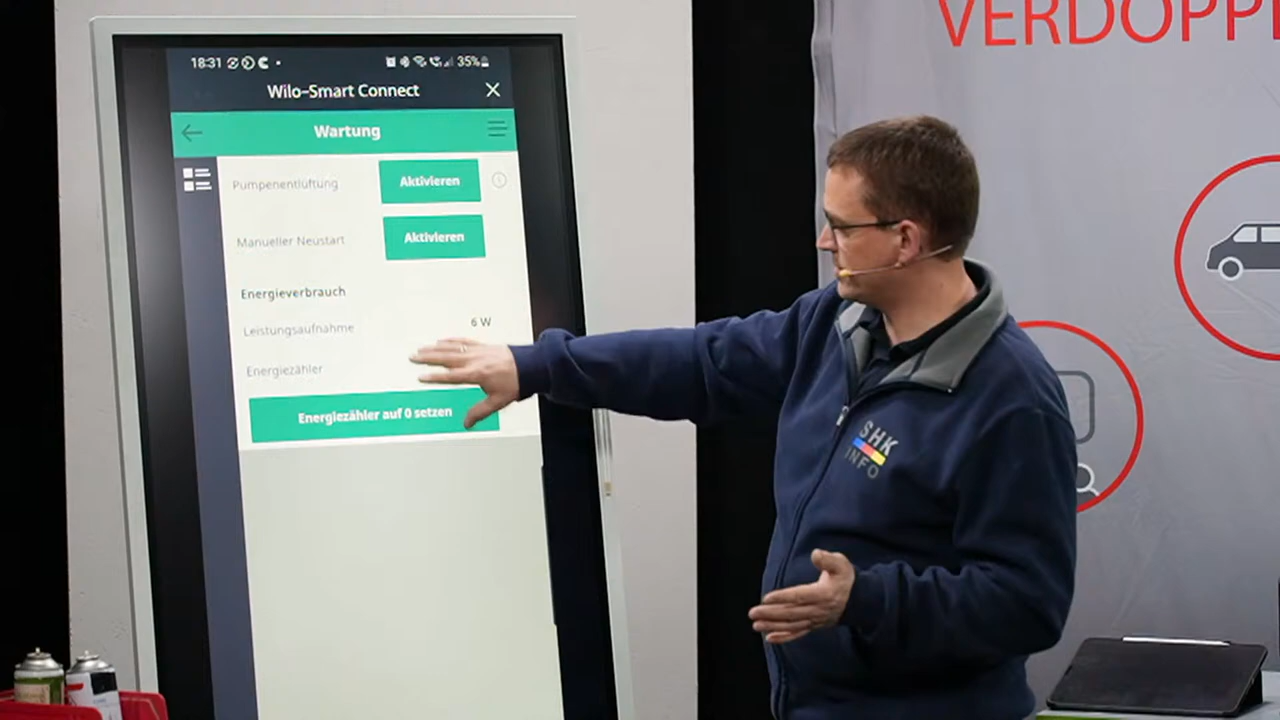 VERDOPP
18:31
35%
Wilo-Smart Connect
Wartung
Pumpenentlüftung
Aktivieren
Manueller Neustart
Aktivieren
Energieverbrauch
Leistungsaufnahme
6 W
Energiezähler
Energiezähler auf 0 setzen
SHK
INFO